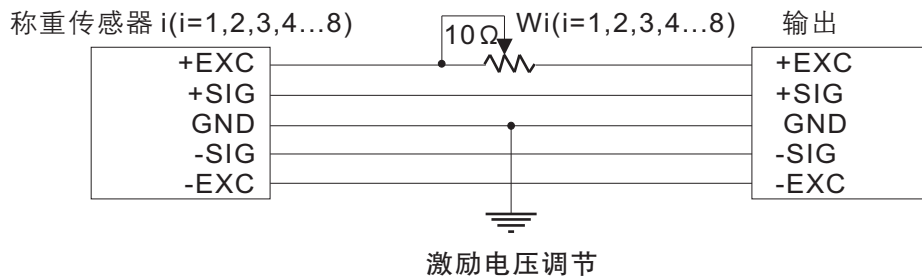 称重传感器 i(i=1,2,3,4...8) Wi(i=1,2,3,4...8) 输出
10Ω
+EXC +EXC
+SIG +SIG
GND GND
-SIG -SIG
-EXC -EXC
激励电压调节